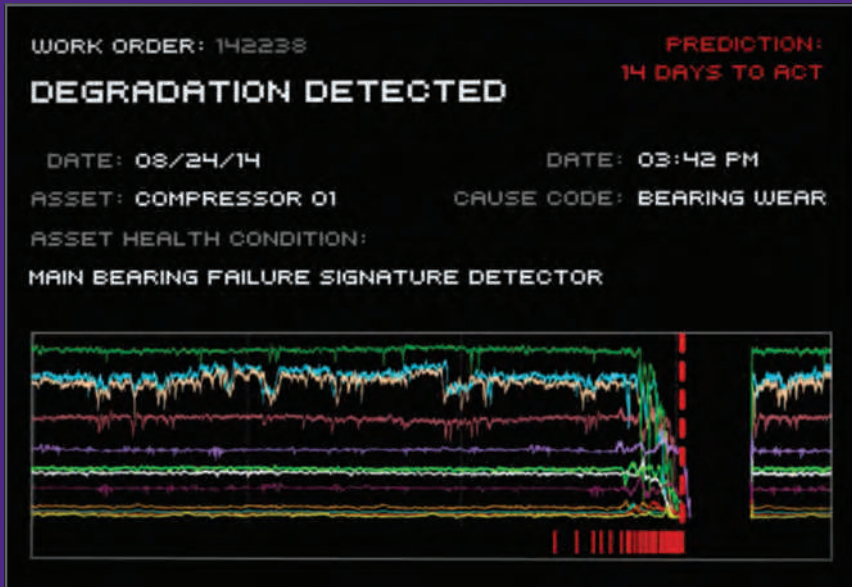 WORK ORDER: 142238
PREDICTION:
14 DAYS TO ACT
DEGRADATION DETECTED
DATE: 08/24/14
DATE: 03:42 PM
ASSET: COMPRESSOR 01
CAUSE CODE: BEARING WEAR
ASSET HEALTH CONDITION:
MAIN BEARING FAILURE SIGNATURE DETECTOR